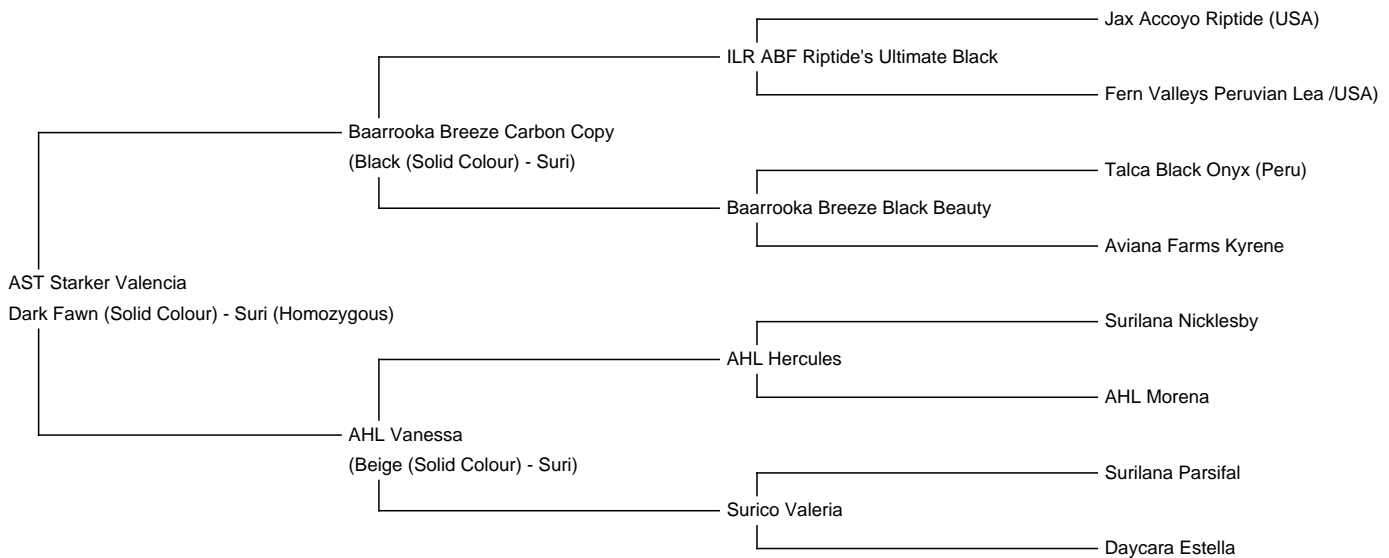 Jax Accoyo Riptide (USA)
ILR ABF Riptide's Ultimate Black
Fern Valleys Peruvian Lea /USA)
Baarrooka Breeze Carbon Copy
(Black (Solid Colour) - Suri)
Talca Black Onyx (Peru)
Baarrooka Breeze Black Beauty
Aviana Farms Kyrene
AST Starker Valencia
Dark Fawn (Solid Colour) - Suri (Homozygous)
Surilana Nicklesby
AHL Hercules
AHL Morena
AHL Vanessa
(Beige (Solid Colour) - Suri)
Surilana Parsifal
Surico Valeria
Daycara Estella